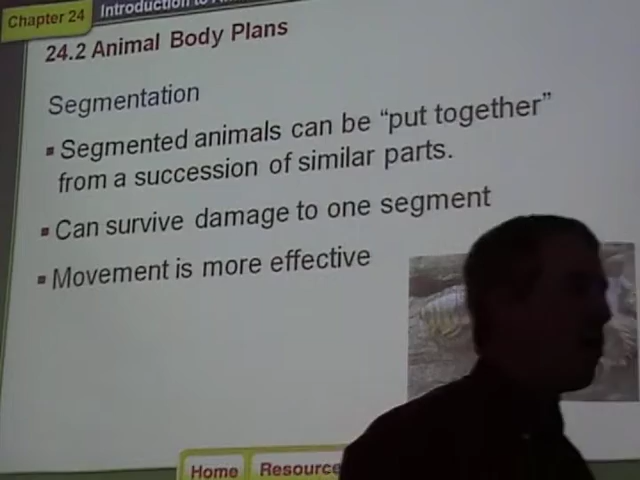 Chapter 24
Introduction to
24.2 Animal Body Plans
Segmentation
▪ Segmented animals can be “put together”
from a succession of similar parts.
▪ Can survive damage to one segment
▪ Movement is more effective
Home
Resource